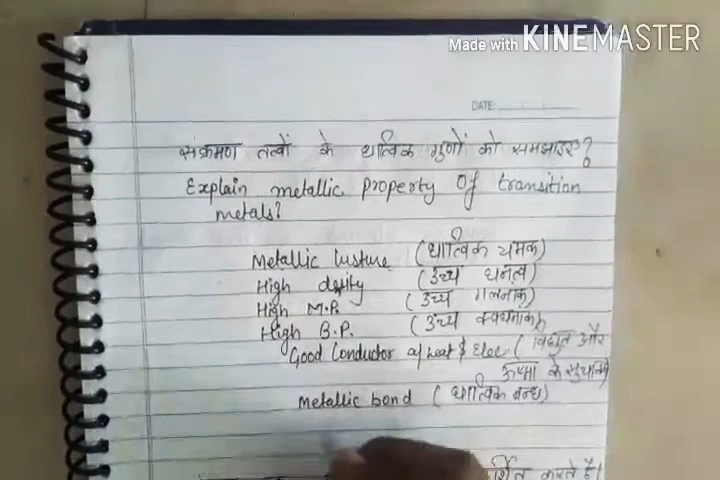 Made with KINEMASTER
DATE:
संक्रमण तत्वों के धात्विक गुणों को समझाइए?
Explain metallic property of transition
metals?
Metallic lusture (धात्विक चमक)
High desity (उच्च घनत्व)
High M.P. (उच्च गलनांक)
High B.P. (उच्च क्वथनांक)
Good Conductor of heat & Elec (विद्युत और
ऊष्मा के
Metallic bond (धात्विक बन्ध)
करते है।